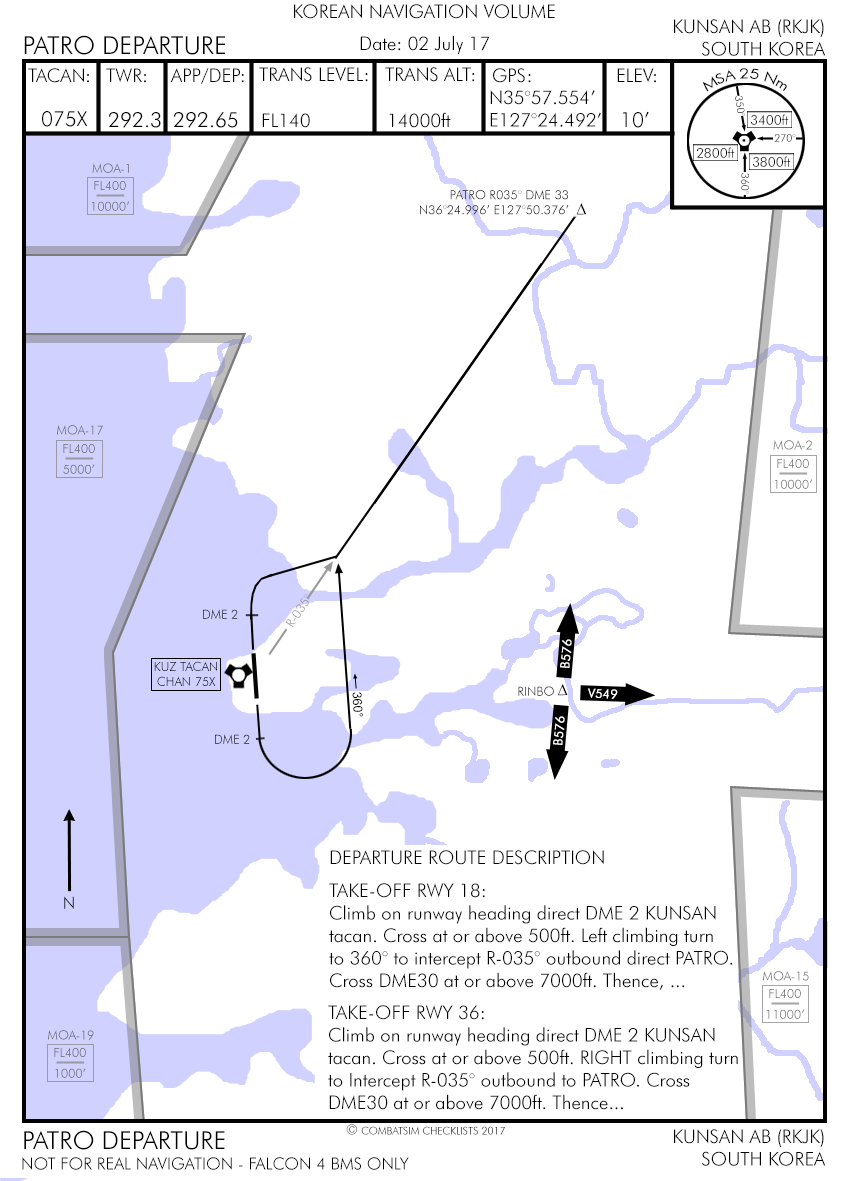 KOREAN NAVIGATION VOLUME
PATRO DEPARTURE
Date: 02 July 17
KUNSAN AB (RKJK)
SOUTH KOREA
TACAN:
075X
TWR:
292.3
APP/DEP:
292.65
TRANS LEVEL:
FL140
TRANS ALT:
14000ft
GPS:
N35°57.554′
E127°24.492′
ELEV:
10′
MSA 25 Nm
350°
3400ft
270°
2800ft
3800ft
360°
MOA-1
FL400
10000′
PATRO R035° DME 33
N36°24.996′ E127°50.376′ Δ
MOA-17
FL400
5000′
MOA-2
FL400
10000′
DME 2
R-035°
KUZ TACAN
CHAN 75X
360°
DME 2
B576
RINBO Δ
V549
B576
N
DEPARTURE ROUTE DESCRIPTION
TAKE-OFF RWY 18:
Climb on runway heading direct DME 2 KUNSAN
tacan. Cross at or above 500ft. Left climbing turn
to 360° to intercept R-035° outbound direct PATRO.
Cross DME30 at or above 7000ft. Thence, ...
TAKE-OFF RWY 36:
Climb on runway heading direct DME 2 KUNSAN
tacan. Cross at or above 500ft. RIGHT climbing turn
to Intercept R-035° outbound to PATRO. Cross
DME30 at or above 7000ft. Thence...
MOA-15
FL400
11000′
MOA-19
FL400
1000′
© COMBATSIM CHECKLISTS 2017
PATRO DEPARTURE
NOT FOR REAL NAVIGATION - FALCON 4 BMS ONLY
KUNSAN AB (RKJK)
SOUTH KOREA